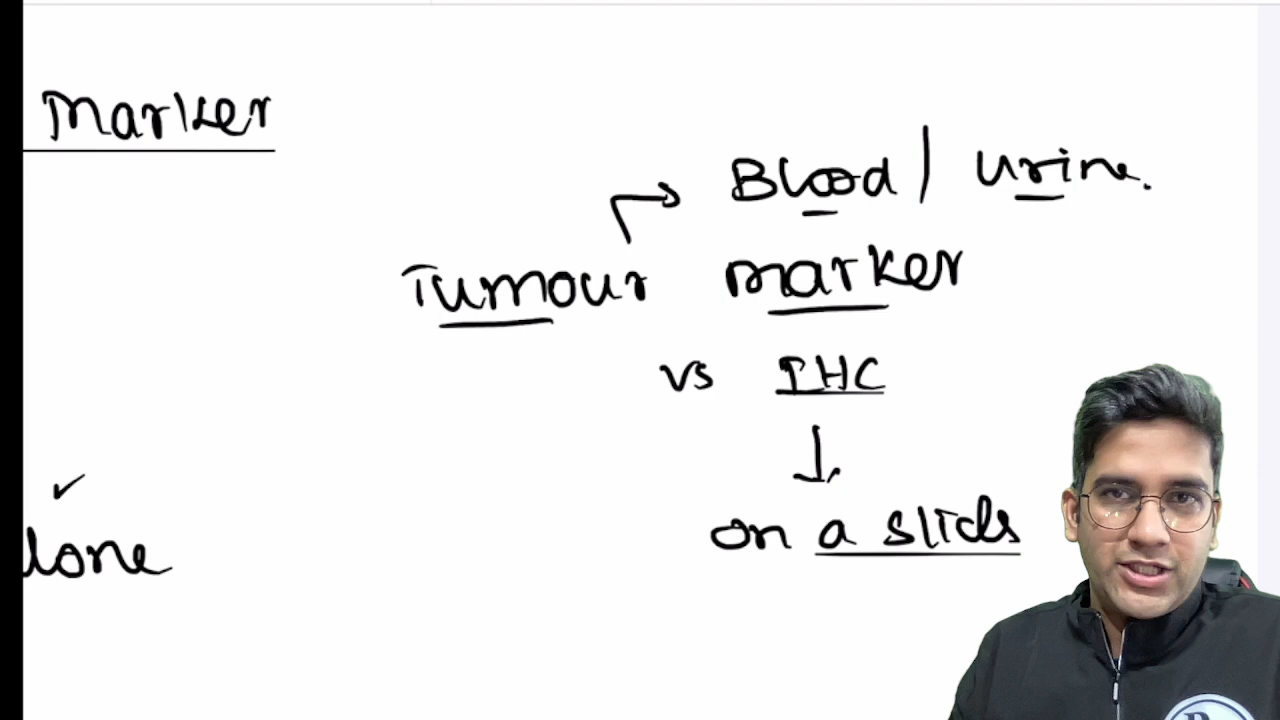 Marker
Blood / Urine.
Tumour marker
vs IHC
on a slide
lone